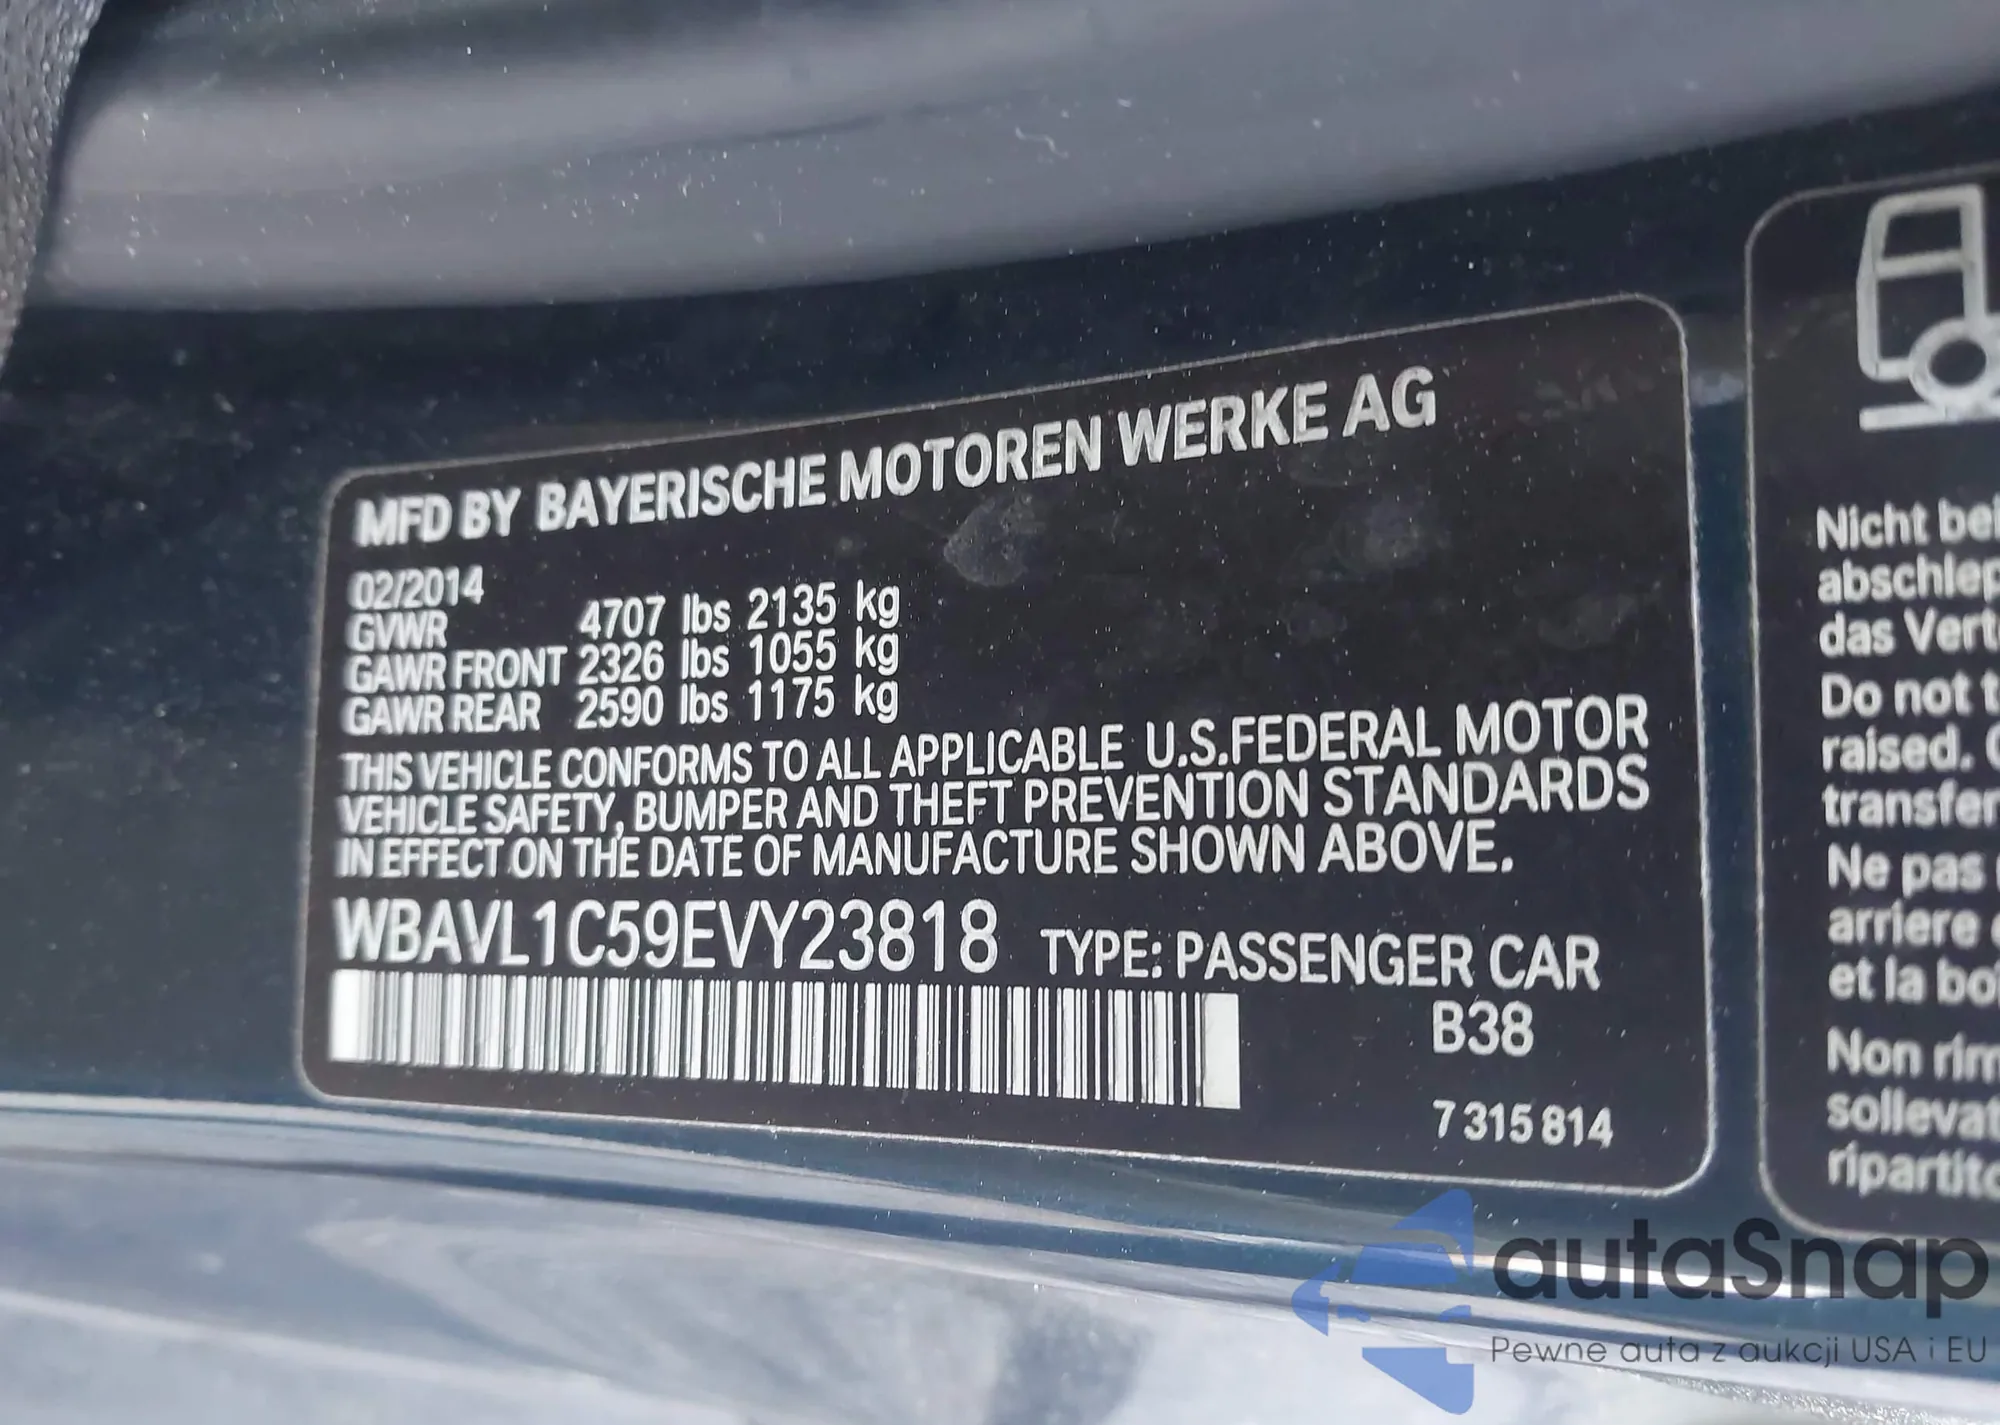 MFD BY BAYERISCHE MOTOREN WERKE AG
02/2014
GVWR 4707 lbs 2135 kg
GAWR FRONT 2326 lbs 1055 kg
GAWR REAR 2590 lbs 1175 kg
THIS VEHICLE CONFORMS TO ALL APPLICABLE U.S.FEDERAL MOTOR
VEHICLE SAFETY, BUMPER AND THEFT PREVENTION STANDARDS
IN EFFECT ON THE DATE OF MANUFACTURE SHOWN ABOVE.
WBAVL1C59EVY23818 TYPE: PASSENGER CAR
B38
7 315 814
Nicht bei
abschlep
das Vert
Do not t
raised.
transfer
Ne pas
arriere
et la boi
Non rim
sollevat
ripartito
autaSnap
Pewne auta z aukcji USA i EU